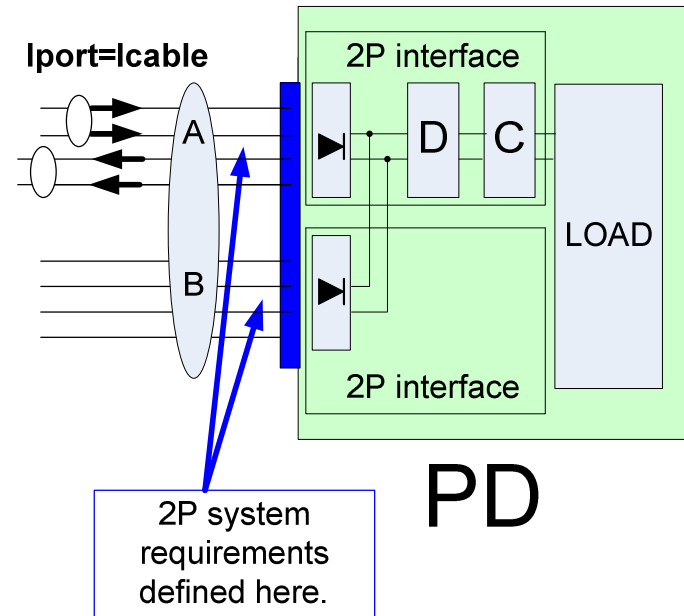 Iport=Icable
2P interface
A
D
C
LOAD
B
2P interface
PD
2P system
requirements
defined here.